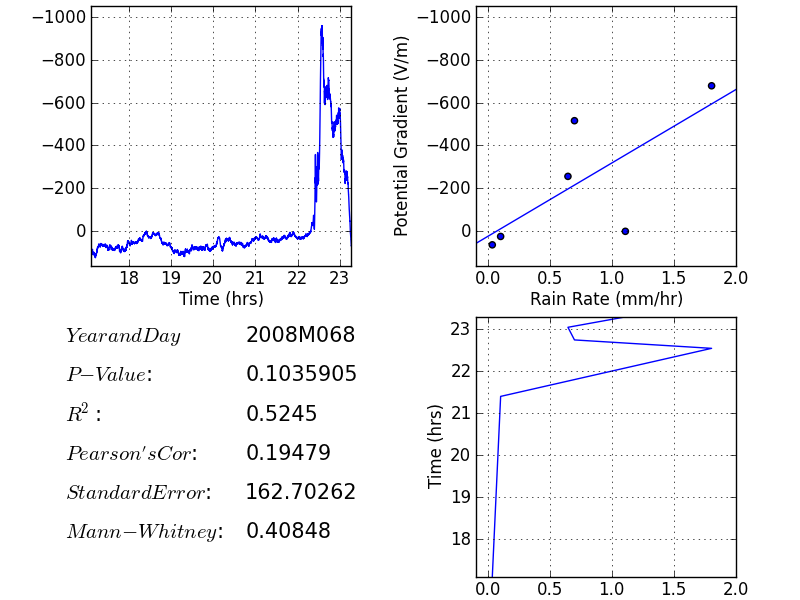 −1000
−800
−600
−400
−200
0
18 19 20 21 22 23
Time (hrs)
Potential Gradient (V/m)
−1000
−800
−600
−400
−200
0
0.0 0.5 1.0 1.5 2.0
Rain Rate (mm/hr)
YearandDay 2008M068
P−Value: 0.1035905
R² : 0.5245
Pearson'sCor: 0.19479
StandardError: 162.70262
Mann−Whitney: 0.40848
Time (hrs)
23
22
21
20
19
18
0.0 0.5 1.0 1.5 2.0